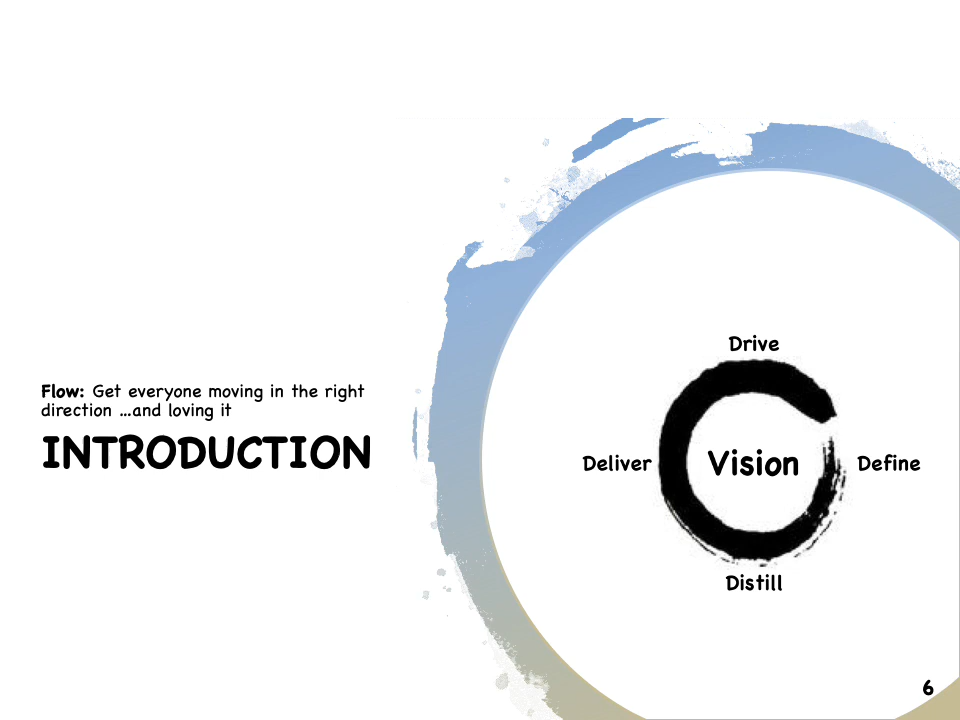 Flow: Get everyone moving in the right
direction ...and loving it
INTRODUCTION
Drive
Deliver
Vision
Define
Distill
6